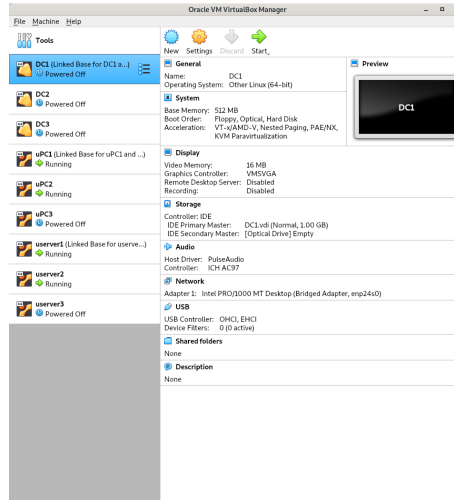 Oracle VM VirtualBox Manager
File Machine Help
Tools
DC1 (Linked Base for DC1 a...)
Powered Off
DC2
Powered Off
DC3
Powered Off
uPC1 (Linked Base for uPC1 and ...)
Running
uPC2
Running
uPC3
Powered Off
userver1 (Linked Base for userve...)
Running
userver2
Running
userver3
Powered Off
New Settings Discard Start
General
Name: DC1
Operating System: Other Linux (64-bit)
Preview
DC1
System
Base Memory: 512 MB
Boot Order: Floppy, Optical, Hard Disk
Acceleration: VT-x/AMD-V, Nested Paging, PAE/NX,
KVM Paravirtualization
Display
Video Memory: 16 MB
Graphics Controller: VMSVGA
Remote Desktop Server: Disabled
Recording: Disabled
Storage
Controller: IDE
IDE Primary Master: DC1.vdi (Normal, 1.00 GB)
IDE Secondary Master: [Optical Drive] Empty
Audio
Host Driver: PulseAudio
Controller: ICH AC97
Network
Adapter 1: Intel PRO/1000 MT Desktop (Bridged Adapter, enp24s0)
USB
USB Controller: OHCI, EHCI
Device Filters: 0 (0 active)
Shared folders
None
Description
None